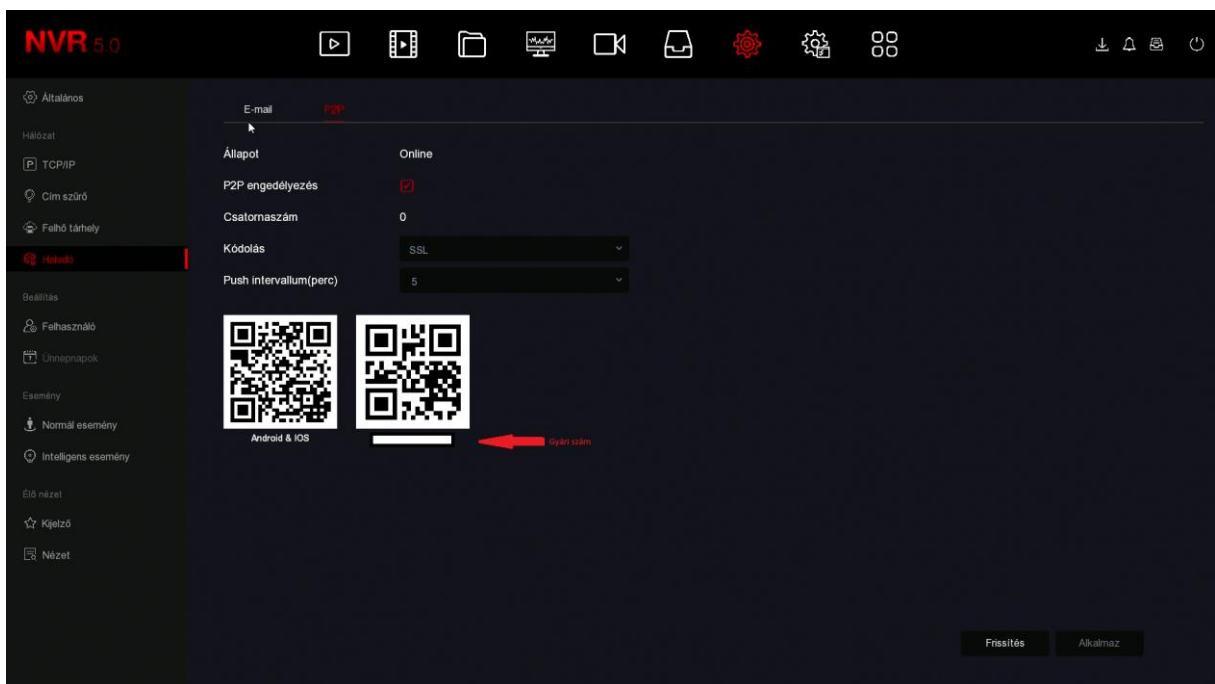 NVR 5.0
Általános
Hálózat
TCP/IP
Cím szűrő
Felhő tárhely
Haladó
Beállítás
Felhasználó
Ünnepnapok
Esemény
Normál esemény
Intelligens esemény
Élő nézet
Kijelző
Nézet
E-mail P2P
Állapot Online
P2P engedélyezés
Csatornaszám 0
Kódolás SSL
Push intervallum(perc) 5
Android & IOS
Gyári szám
Frissítés Alkalmaz